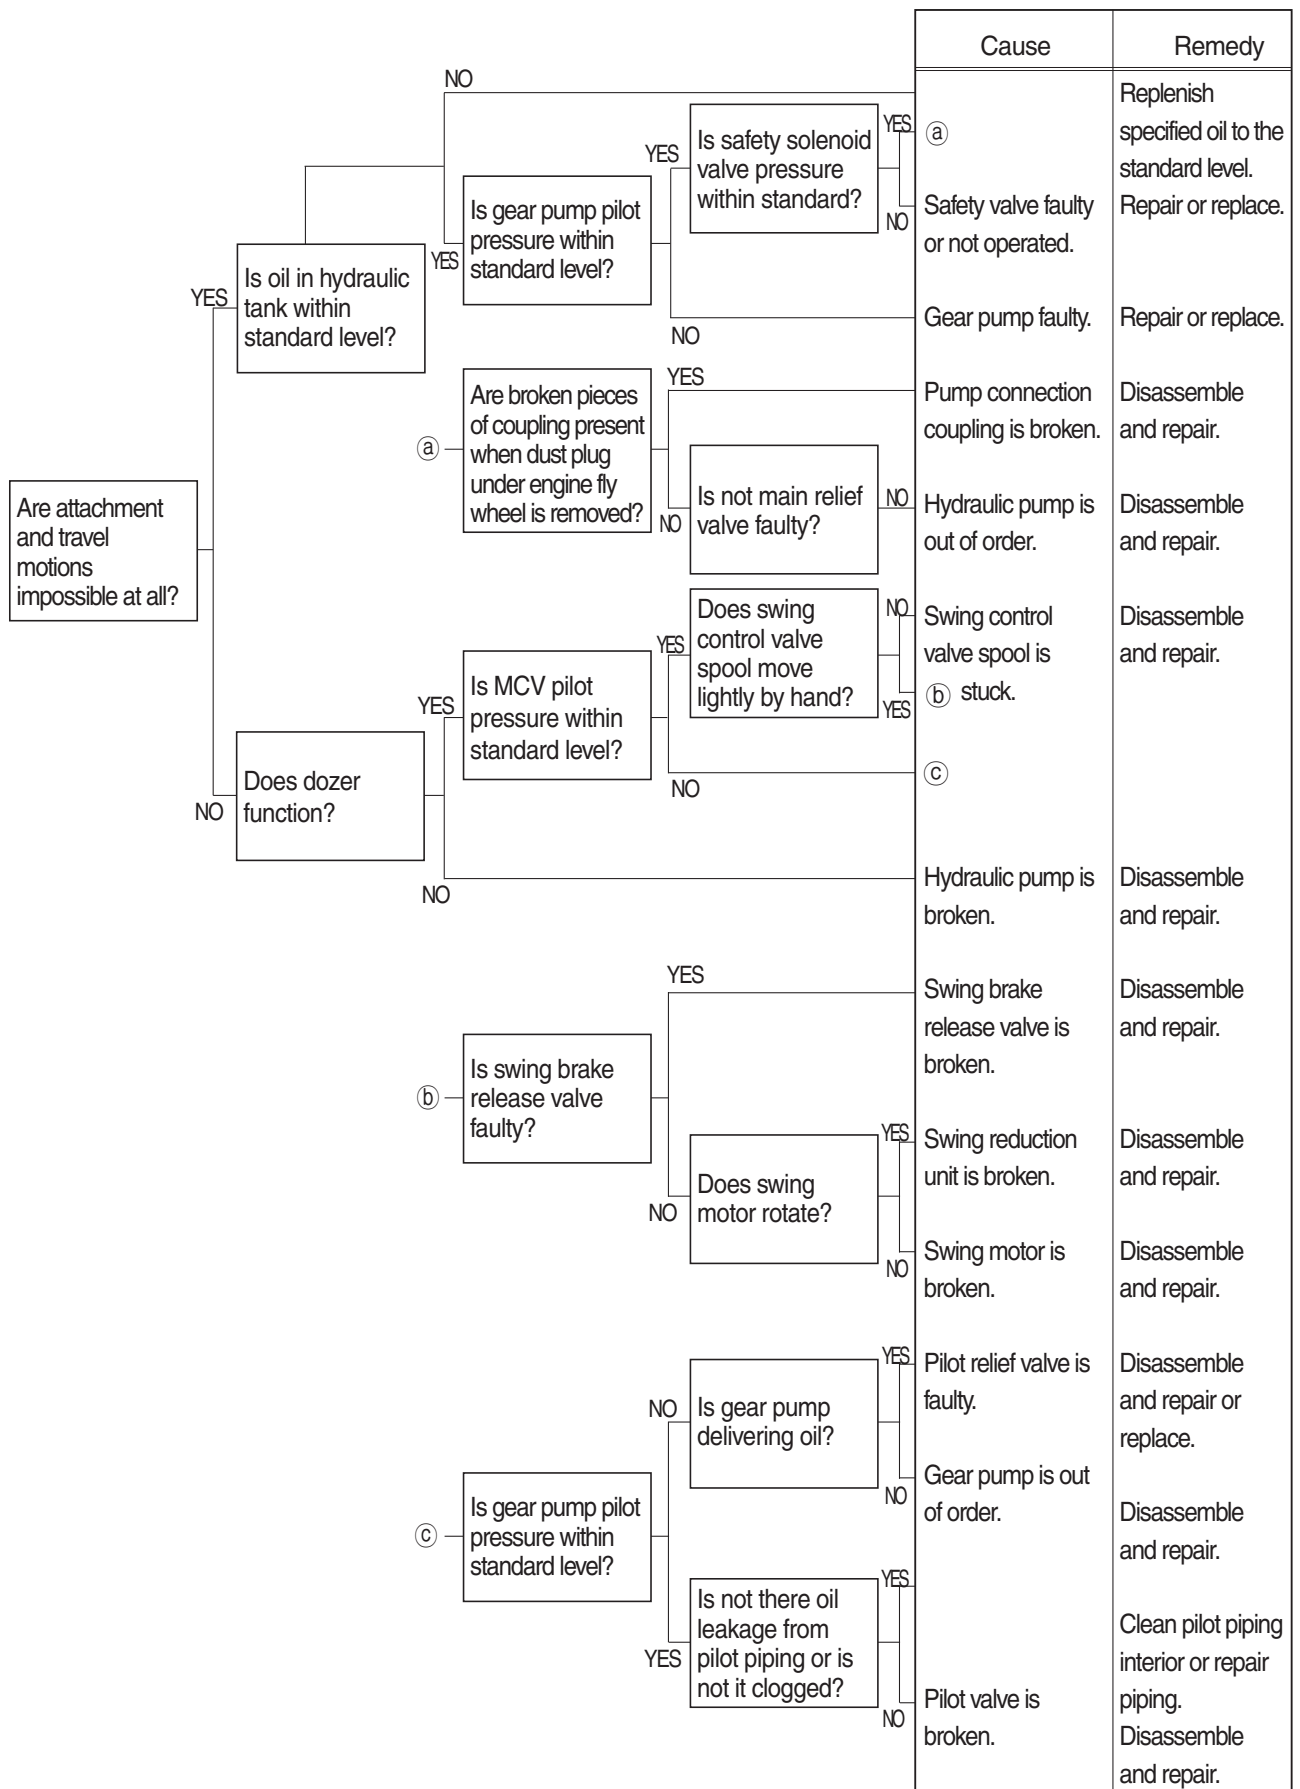 Cause
Remedy
NO
Replenish
specified oil to the
standard level.
YES
Is safety solenoid
valve pressure
within standard?
YES
ⓐ
NO
Safety valve faulty
or not operated.
Repair or replace.
Is gear pump pilot
pressure within
standard level?
YES
NO
Gear pump faulty.
Repair or replace.
YES
Is oil in hydraulic
tank within
standard level?
ⓐ
Are broken pieces
of coupling present
when dust plug
under engine fly
wheel is removed?
YES
Pump connection
coupling is broken.
Disassemble
and repair.
NO
Is not main relief
valve faulty?
NO
Hydraulic pump is
out of order.
Disassemble
and repair.
Are attachment
and travel
motions
impossible at all?
NO
Does dozer
function?
YES
Is MCV pilot
pressure within
standard level?
YES
Does swing
control valve
spool move
lightly by hand?
NO
Swing control
valve spool is
stuck.
Disassemble
and repair.
YES
ⓑ
NO
ⓒ
NO
Hydraulic pump is
broken.
Disassemble
and repair.
ⓑ
Is swing brake
release valve
faulty?
YES
Swing brake
release valve is
broken.
Disassemble
and repair.
NO
Does swing
motor rotate?
YES
Swing reduction
unit is broken.
Disassemble
and repair.
NO
Swing motor is
broken.
Disassemble
and repair.
ⓒ
Is gear pump pilot
pressure within
standard level?
NO
Is gear pump
delivering oil?
YES
Pilot relief valve is
faulty.
Disassemble
and repair or
replace.
NO
Gear pump is out
of order.
Disassemble
and repair.
YES
Is not there oil
leakage from
pilot piping or is
not it clogged?
YES
Clean pilot piping
interior or repair
piping.
NO
Pilot valve is
broken.
Disassemble
and repair.